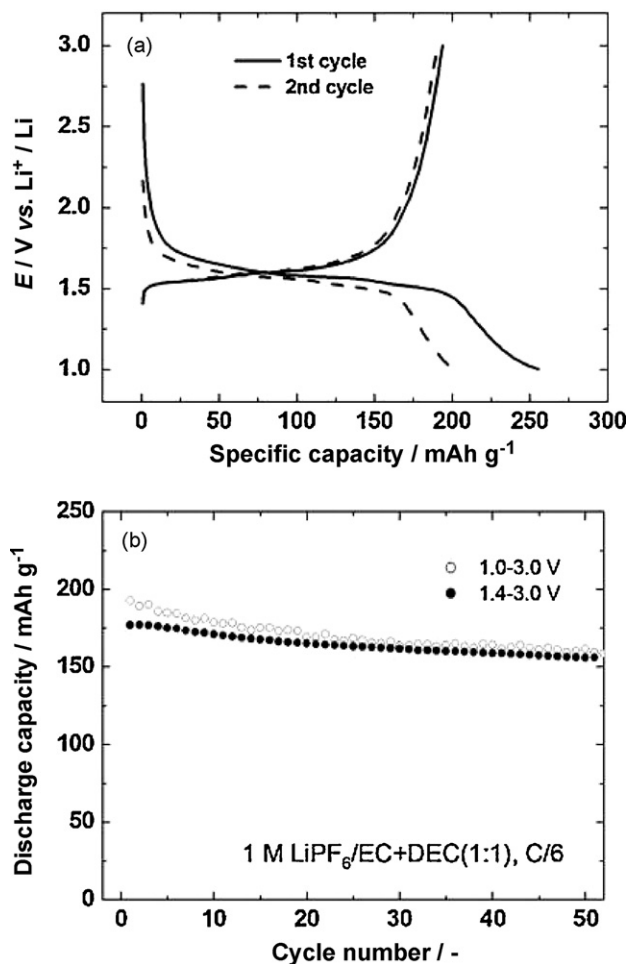 (a)
1st cycle
2nd cycle
3.0
2.5
2.0
1.5
1.0
E / V vs. Li⁺ / Li
0 50 100 150 200 250 300
Specific capacity / mAh g⁻¹
(b)
1.0-3.0 V
1.4-3.0 V
250
200
150
100
50
0
Discharge capacity / mAh g⁻¹
1 M LiPF₆/EC+DEC(1:1), C/6
0 10 20 30 40 50
Cycle number / -